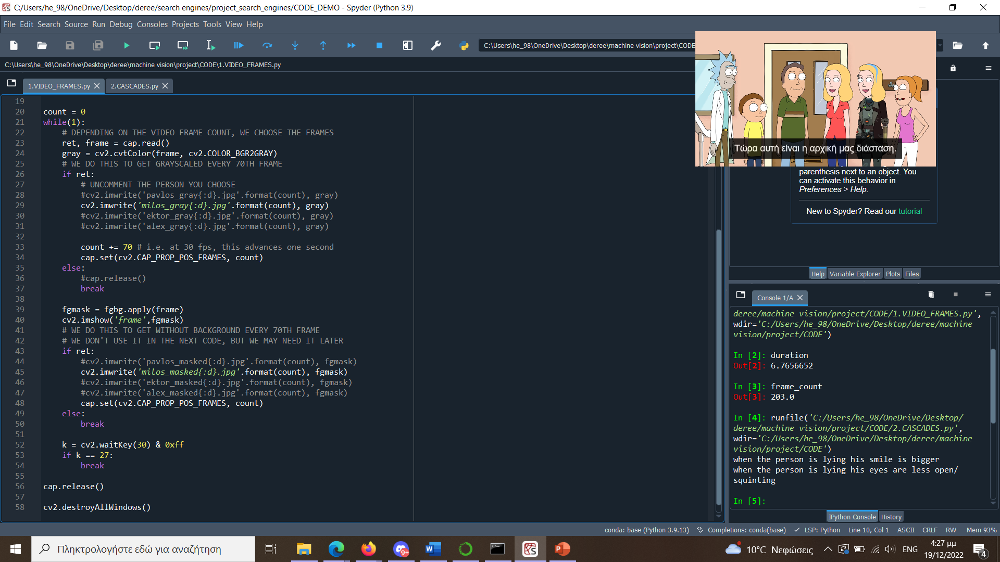 C:/Users/he_98/OneDrive/Desktop/deree/search engines/project_search_engines/CODE_DEMO - Spyder (Python 3.9)
File Edit Search Source Run Debug Consoles Projects Tools View Help
C:\Users\he_98\OneDrive\Desktop\deree\machine vision\project\CODE
C:\Users\he_98\OneDrive\Desktop\deree\machine vision\project\CODE\1.VIDEO_FRAMES.py
1.VIDEO_FRAMES.py 2.CASCADES.py
19
20 count = 0
21 while(1):
22 # DEPENDING ON THE VIDEO FRAME COUNT, WE CHOOSE THE FRAMES
23 ret, frame = cap.read()
24 gray = cv2.cvtColor(frame, cv2.COLOR_BGR2GRAY)
25 # WE DO THIS TO GET GRAYSCALED EVERY 70TH FRAME
26 if ret:
27 # UNCOMMENT THE PERSON YOU CHOOSE
28 #cv2.imwrite('pavlos_gray{:d}.jpg'.format(count), gray)
29 cv2.imwrite('milos_gray{:d}.jpg'.format(count), gray)
30 #cv2.imwrite('ektor_gray{:d}.jpg'.format(count), gray)
31 #cv2.imwrite('alex_gray{:d}.jpg'.format(count), gray)
32
33 count += 70 # i.e. at 30 fps, this advances one second
34 cap.set(cv2.CAP_PROP_POS_FRAMES, count)
35 else:
36 #cap.release()
37 break
38
39 fgmask = fgbg.apply(frame)
40 cv2.imshow('frame',fgmask)
41 # WE DO THIS TO GET WITHOUT BACKGROUND EVERY 70TH FRAME
42 # WE DON'T USE IT IN THE NEXT CODE, BUT WE MAY NEED IT LATER
43 if ret:
44 #cv2.imwrite('pavlos_masked{:d}.jpg'.format(count), fgmask)
45 cv2.imwrite('milos_masked{:d}.jpg'.format(count), fgmask)
46 #cv2.imwrite('ektor_masked{:d}.jpg'.format(count), fgmask)
47 #cv2.imwrite('alex_masked{:d}.jpg'.format(count), fgmask)
48 cap.set(cv2.CAP_PROP_POS_FRAMES, count)
49 else:
50 break
51
52 k = cv2.waitKey(30) & 0xff
53 if k == 27:
54 break
55
56 cap.release()
57
58 cv2.destroyAllWindows()
Τώρα αυτή είναι η αρχική μας διάσταση.
parenthesis next to an object. You
can activate this behavior in
Preferences > Help.
New to Spyder? Read our tutorial
Help Variable Explorer Plots Files
Console 1/A
deree/machine vision/project/CODE/1.VIDEO_FRAMES.py',
wdir='C:/Users/he_98/OneDrive/Desktop/deree/machine
vision/project/CODE')
In [2]: duration
Out[2]: 6.7656652
In [3]: frame_count
Out[3]: 203.0
In [4]: runfile('C:/Users/he_98/OneDrive/Desktop/
deree/machine vision/project/CODE/2.CASCADES.py',
wdir='C:/Users/he_98/OneDrive/Desktop/deree/machine
vision/project/CODE')
when the person is lying his smile is bigger
when the person is lying his eyes are less open/
squinting
In [5]:
IPython Console History
conda: base (Python 3.9.13) Completions: conda(base) LSP: Python Line 10, Col 1 ASCII CRLF RW Mem 93%
Πληκτρολογήστε εδώ για αναζήτηση
9+
10°C Νεφώσεις
ENG
4:27 μμ
19/12/2022
4